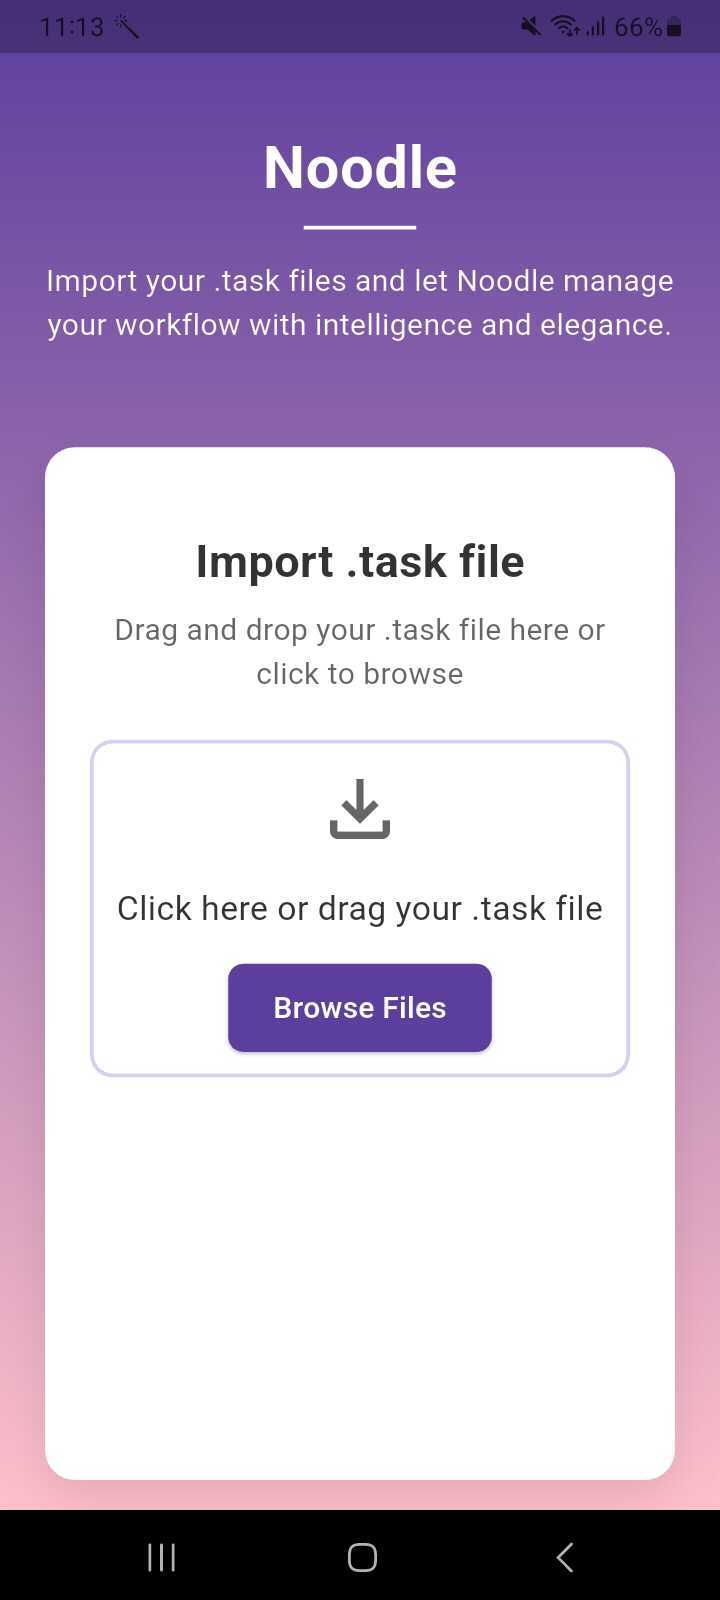 11:13
66%
Noodle
Import your .task files and let Noodle manage
your workflow with intelligence and elegance.
Import .task file
Drag and drop your .task file here or
click to browse
Click here or drag your .task file
Browse Files